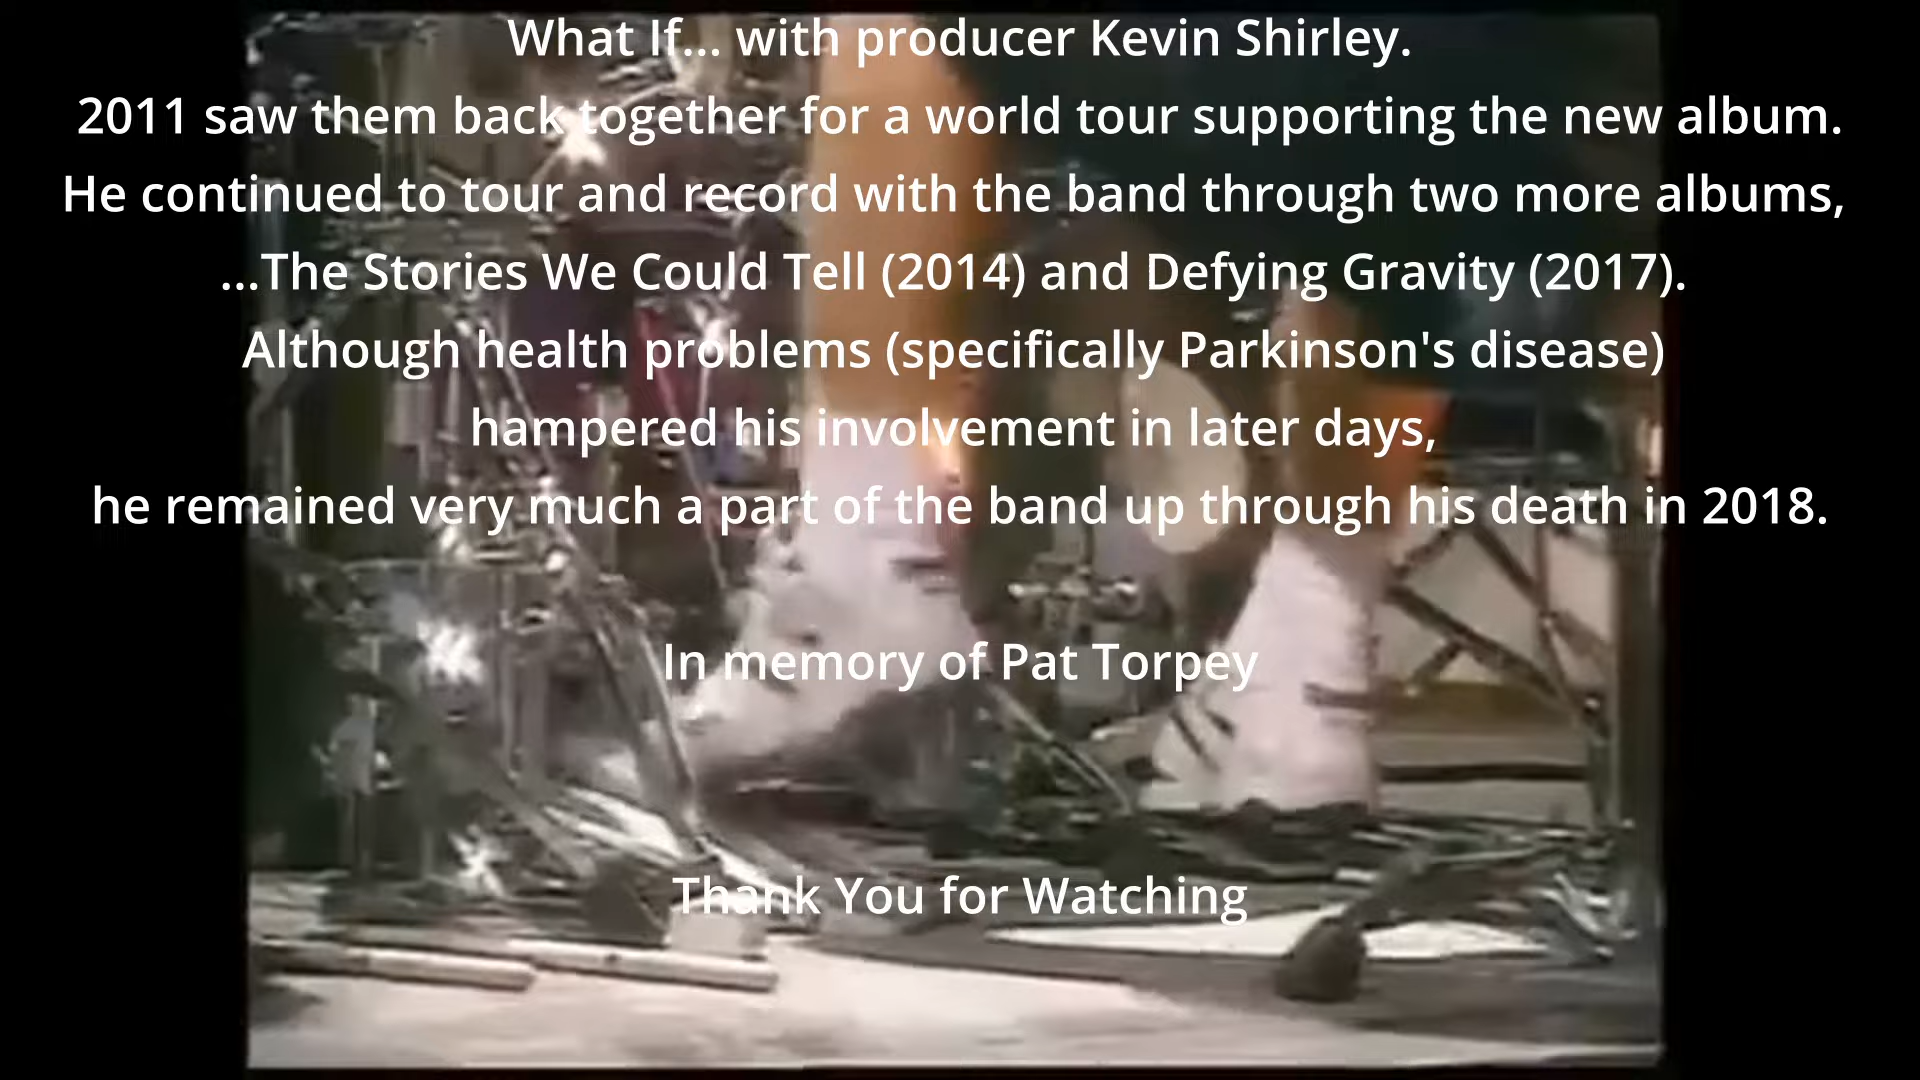 What If... with producer Kevin Shirley.
2011 saw them back together for a world tour supporting the new album.
He continued to tour and record with the band through two more albums,
...The Stories We Could Tell (2014) and Defying Gravity (2017).
Although health problems (specifically Parkinson's disease)
hampered his involvement in later days,
he remained very much a part of the band up through his death in 2018.
In memory of Pat Torpey
Thank You for Watching